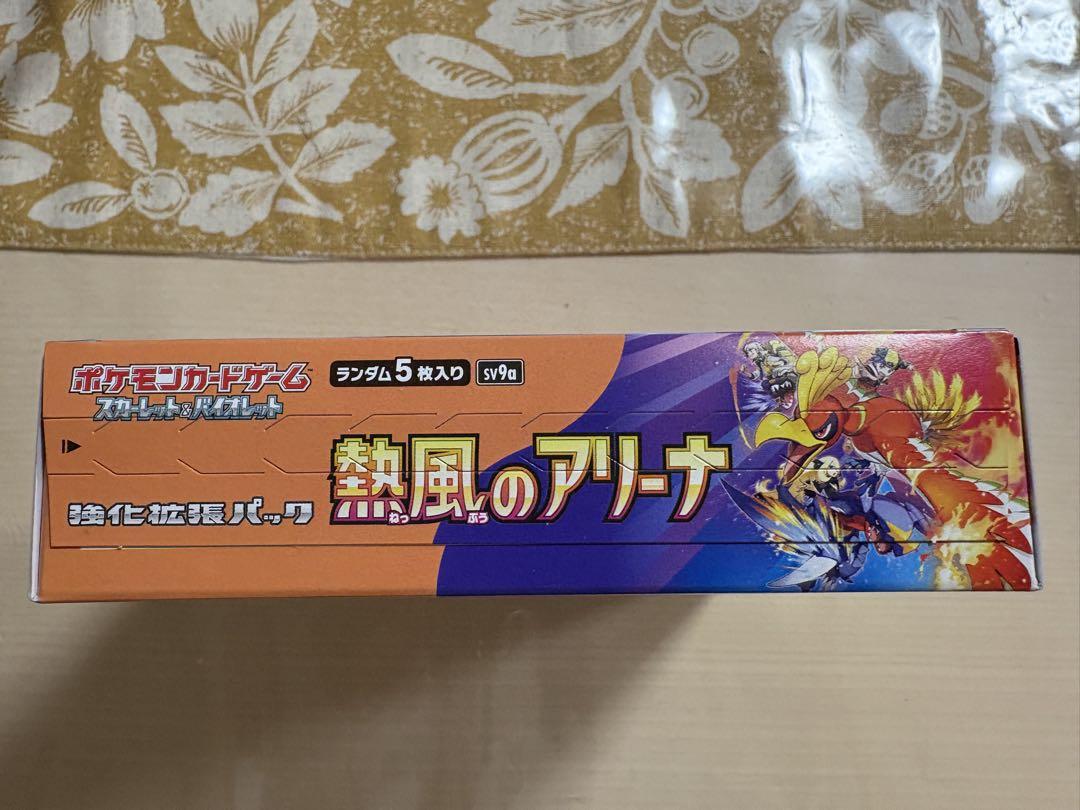 ポケモンカードゲーム™
スカーレット&バイオレット
ランダム5枚入り
sv9a
強化拡張パック
熱風のアリーナ
ねっ ぷう